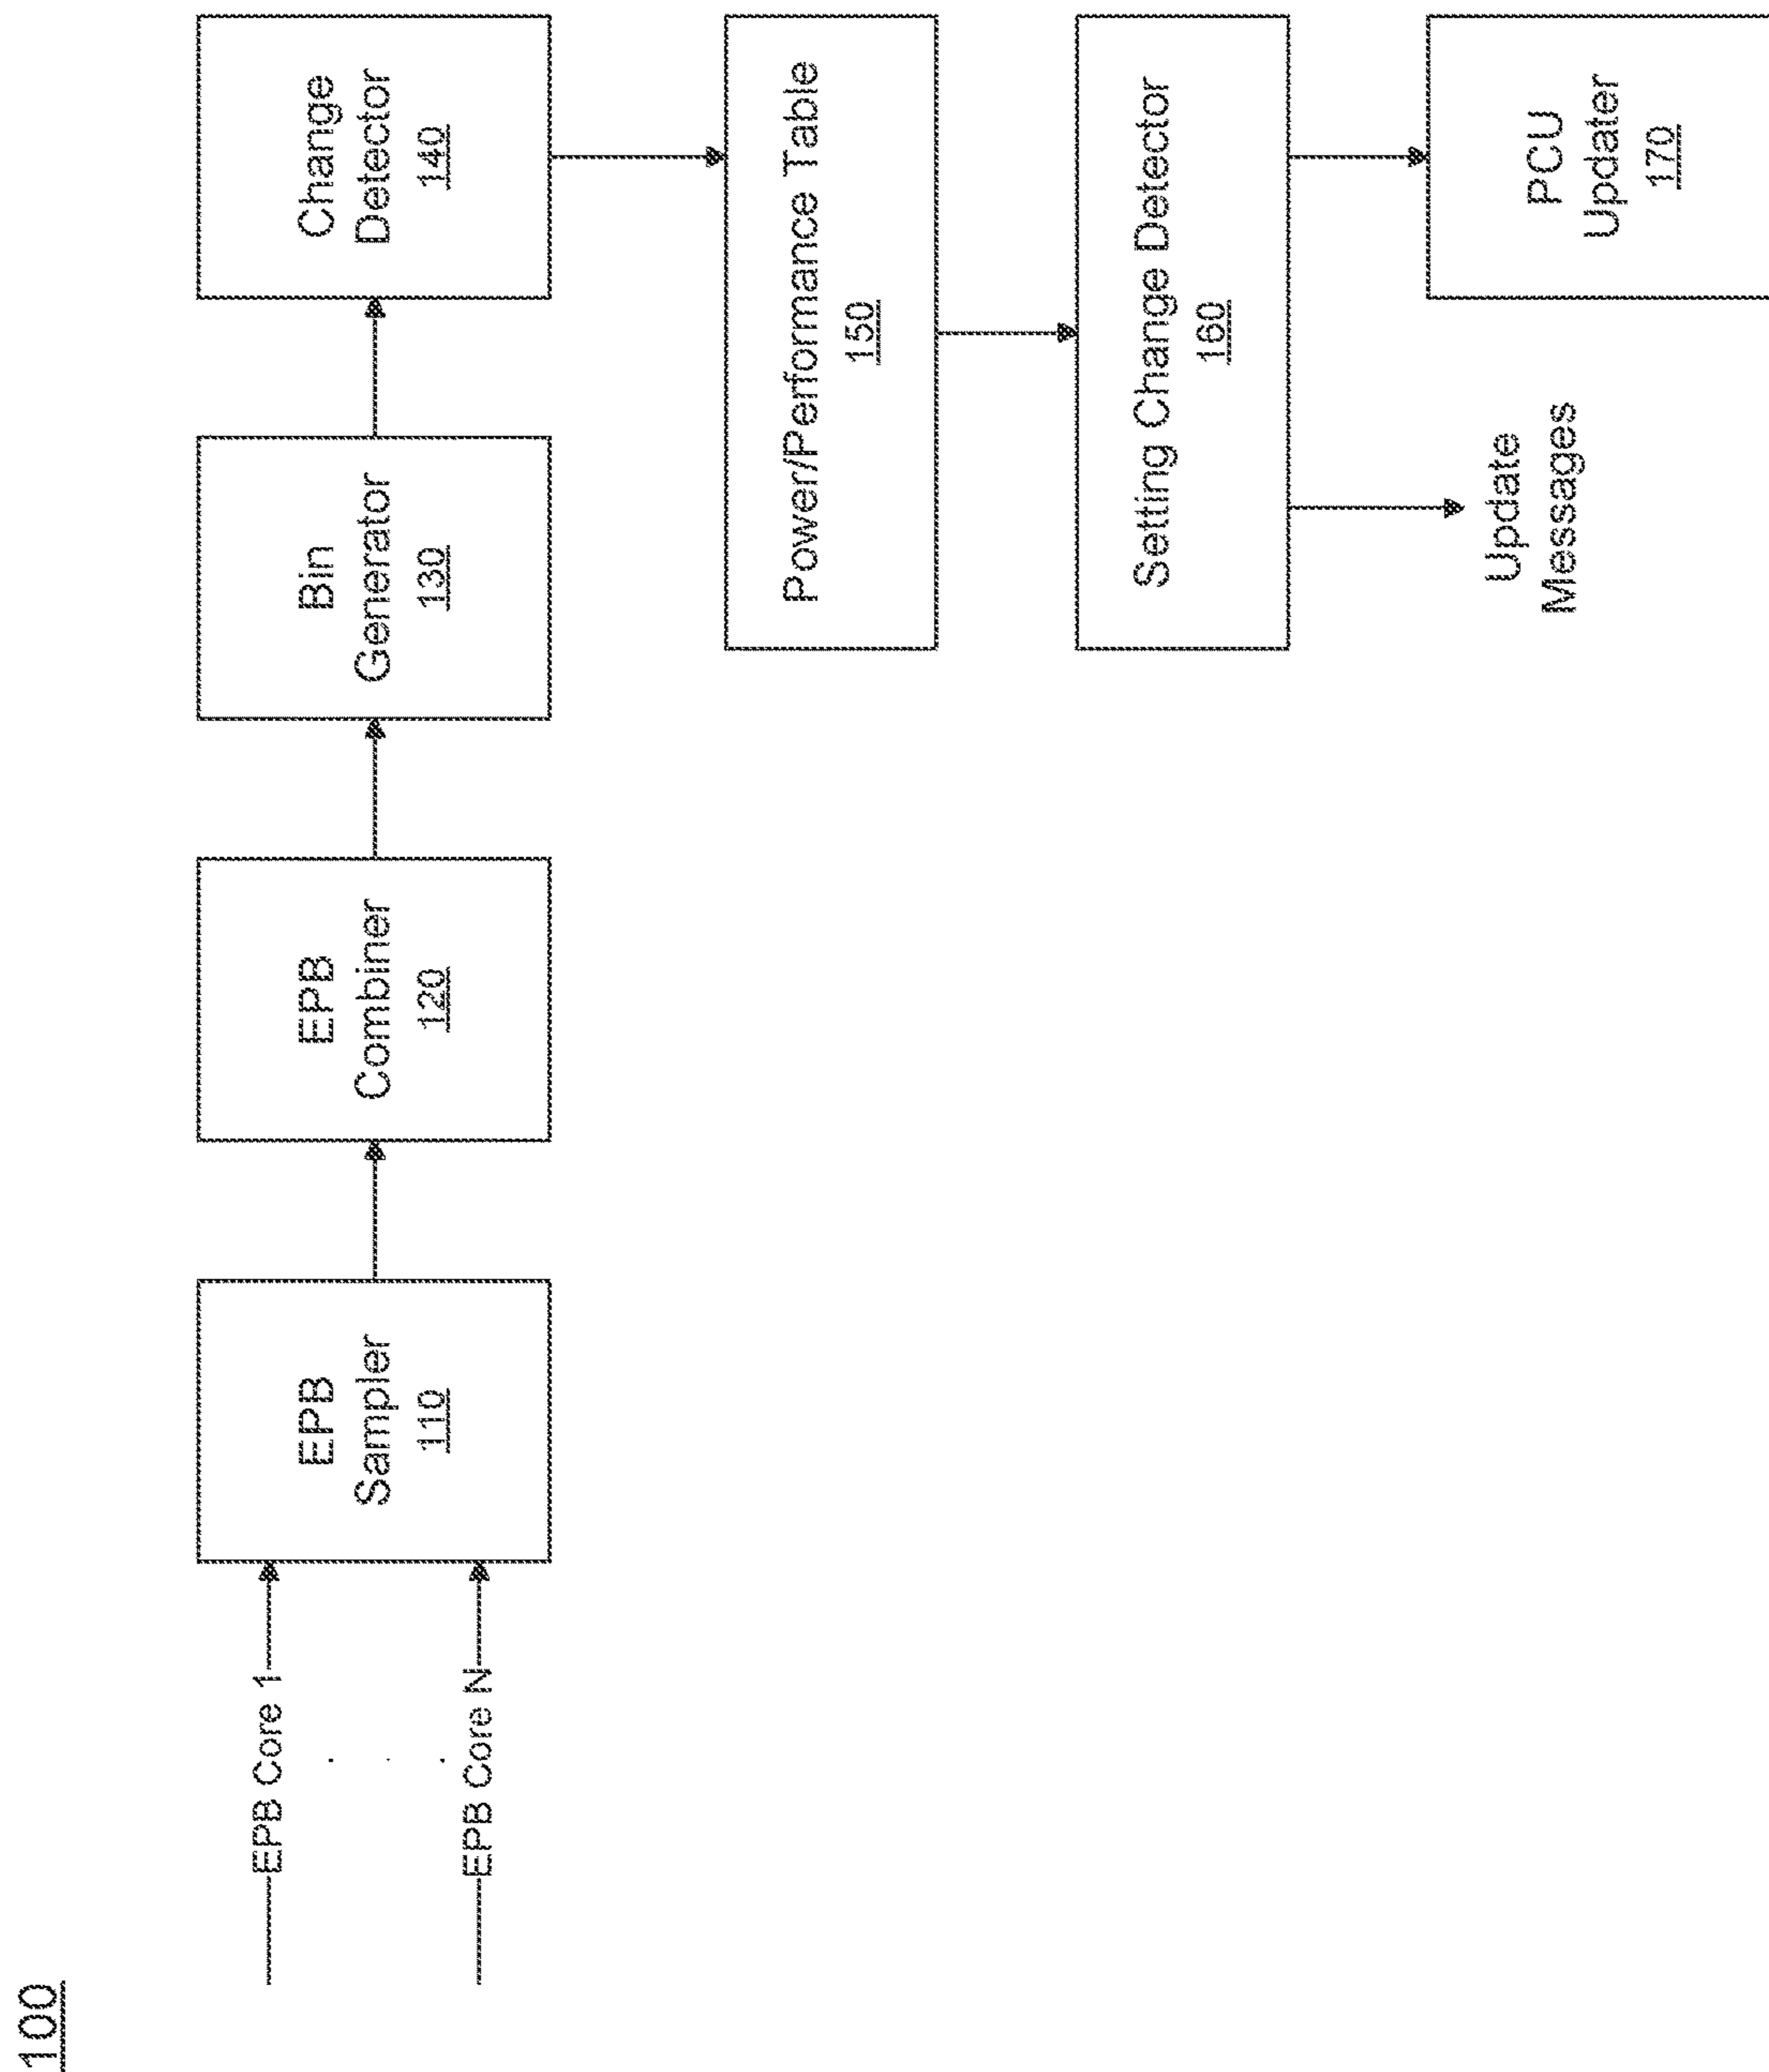 100
EPB Core 1
. . .
EPB Core N
EPB
Sampler
110
EPB
Combiner
120
Bin
Generator
130
Change
Detector
140
Power/Performance Table
150
Setting Change Detector
160
Update
Messages
PCU
Updater
170